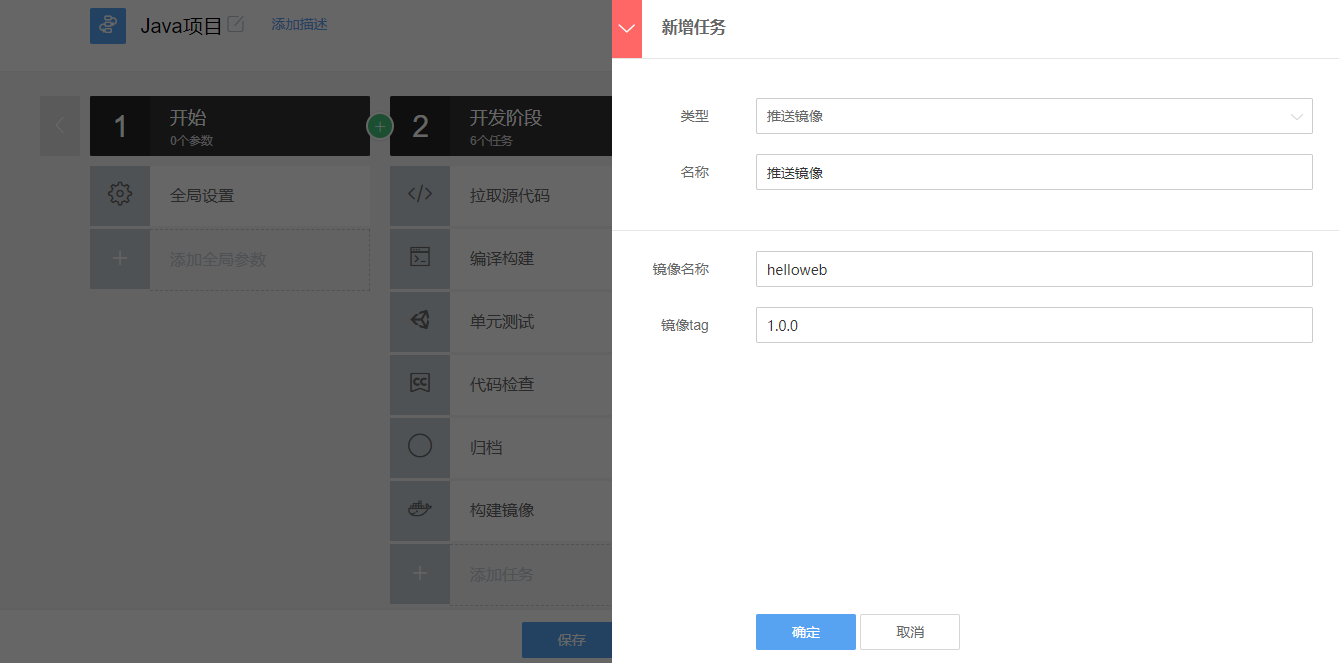 Java项目 添加描述
1 开始
0个参数
全局设置
添加全局参数
2 开发阶段
6个任务
拉取源代码
编译构建
单元测试
代码检查
归档
构建镜像
添加任务
保存
新增任务
类型 推送镜像
名称 推送镜像
镜像名称 helloweb
镜像tag 1.0.0
确定 取消